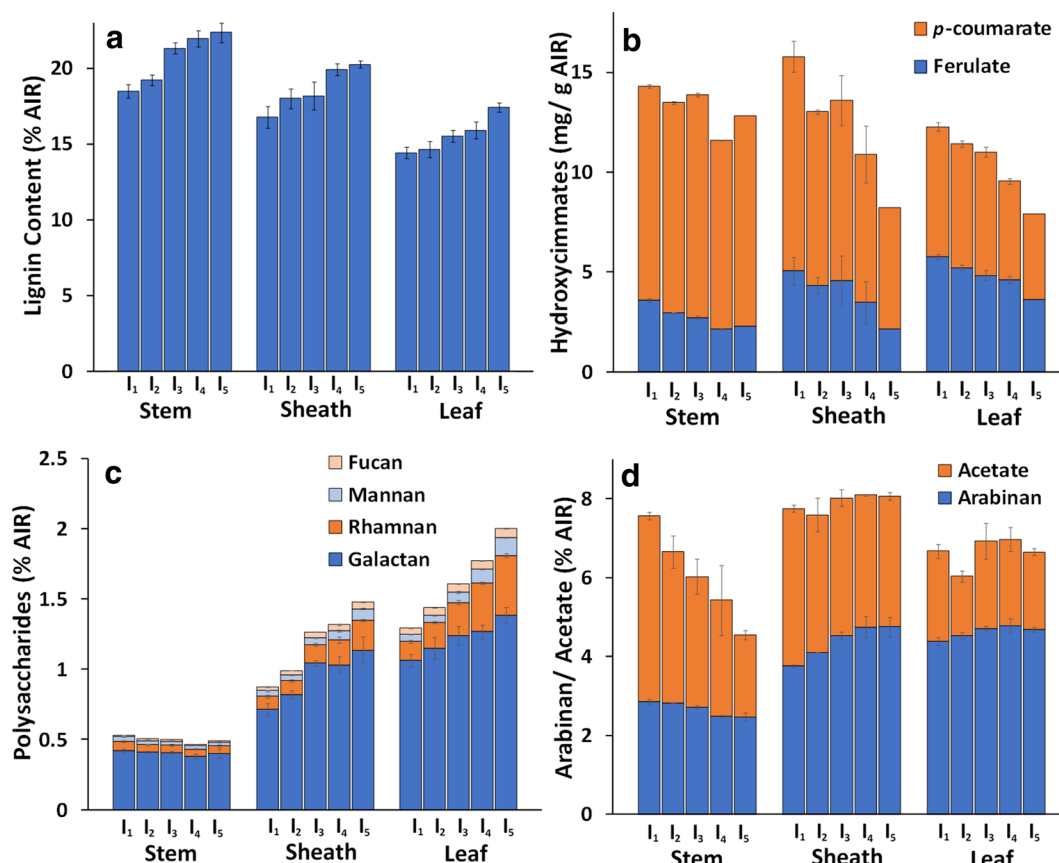 a
Lignin Content (% AIR)
20
15
10
5
0
I₁ I₂ I₃ I₄ I₅ I₁ I₂ I₃ I₄ I₅ I₁ I₂ I₃ I₄ I₅
Stem Sheath Leaf
b
p-coumarate
Ferulate
Hydroxycimmates (mg/ g AIR)
15
10
5
0
I₁ I₂ I₃ I₄ I₅ I₁ I₂ I₃ I₄ I₅ I₁ I₂ I₃ I₄ I₅
Stem Sheath Leaf
c
Fucan
Mannan
Rhamnan
Galactan
Polysaccharides (% AIR)
2.5
2
1.5
1
0.5
0
I₁ I₂ I₃ I₄ I₅ I₁ I₂ I₃ I₄ I₅ I₁ I₂ I₃ I₄ I₅
Stem Sheath Leaf
d
Acetate
Arabinan
Arabinan/ Acetate (% AIR)
8
6
4
2
0
I₁ I₂ I₃ I₄ I₅ I₁ I₂ I₃ I₄ I₅ I₁ I₂ I₃ I₄ I₅
Stem Sheath Leaf